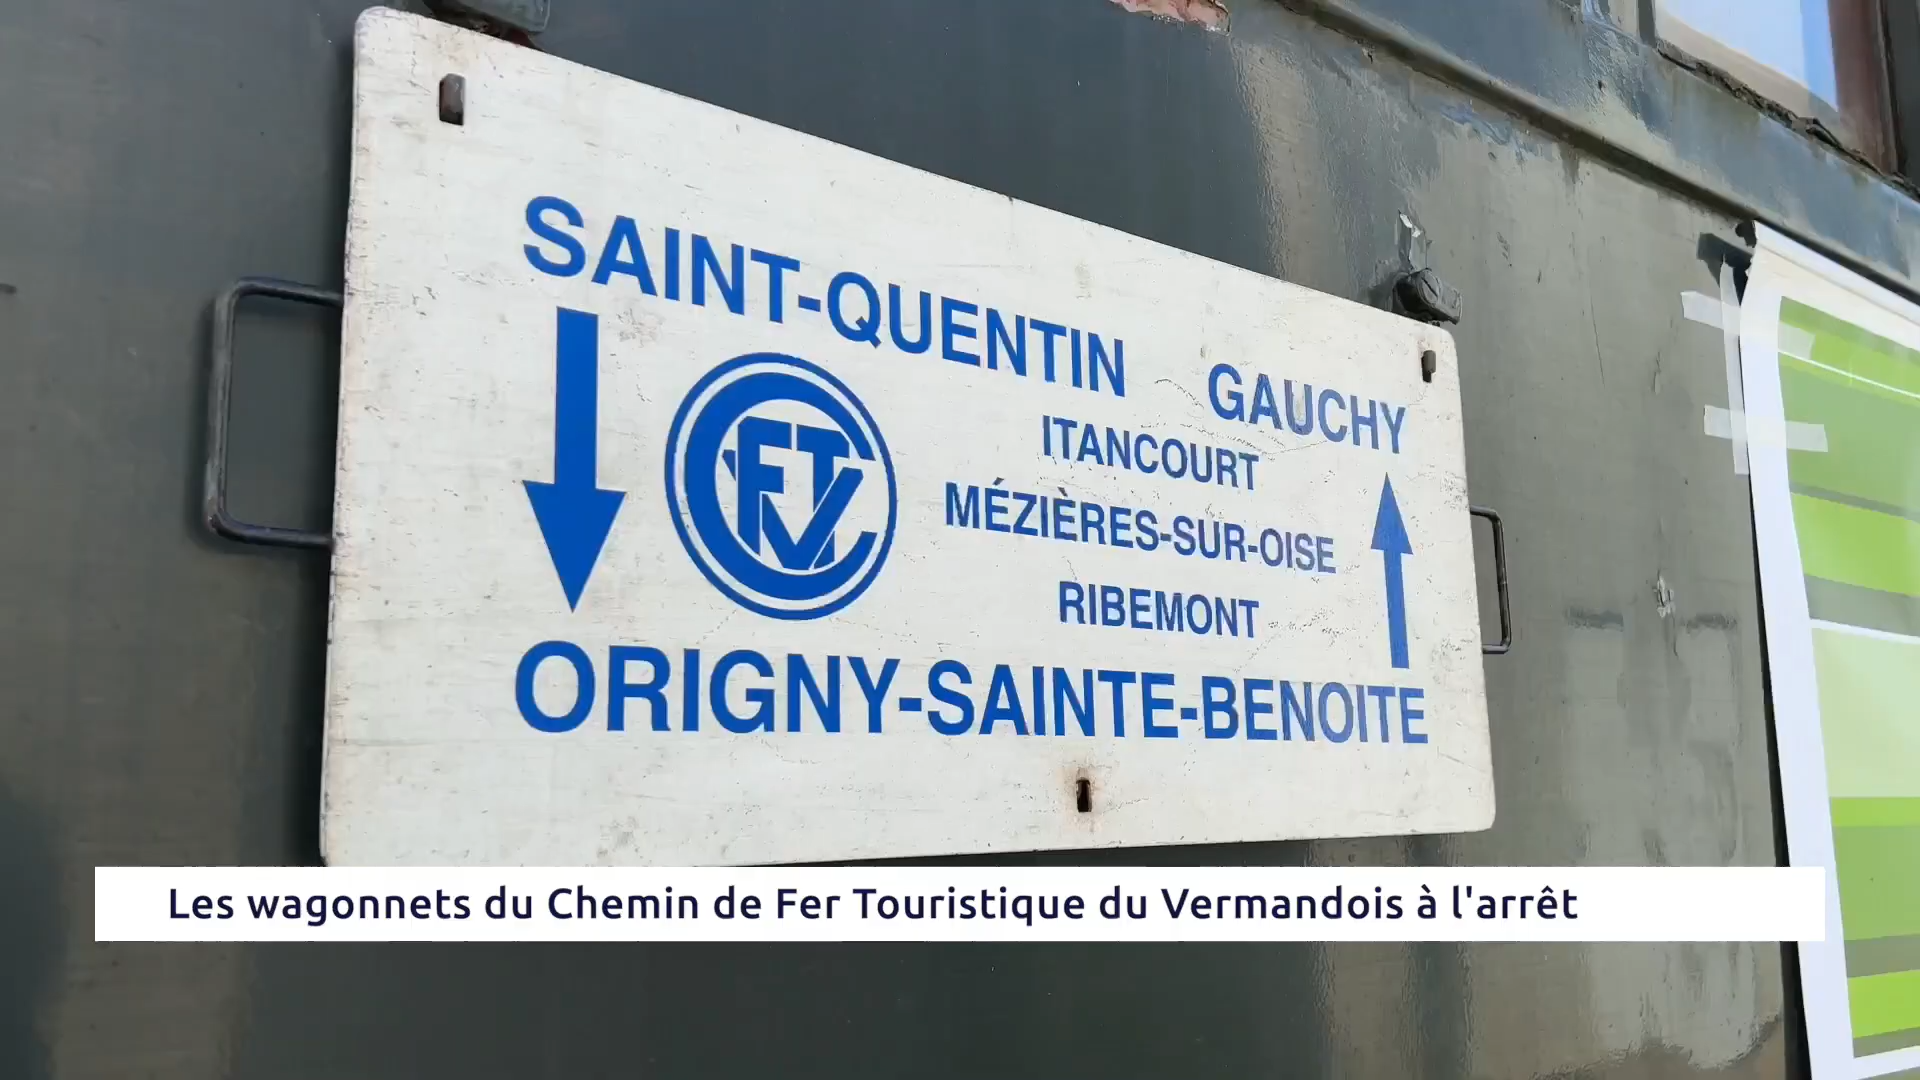 SAINT-QUENTIN GAUCHY
ITANCOURT
CFTV
MÉZIÈRES-SUR-OISE
RIBEMONT
ORIGNY-SAINTE-BENOITE
Les wagonnets du Chemin de Fer Touristique du Vermandois à l'arrêt